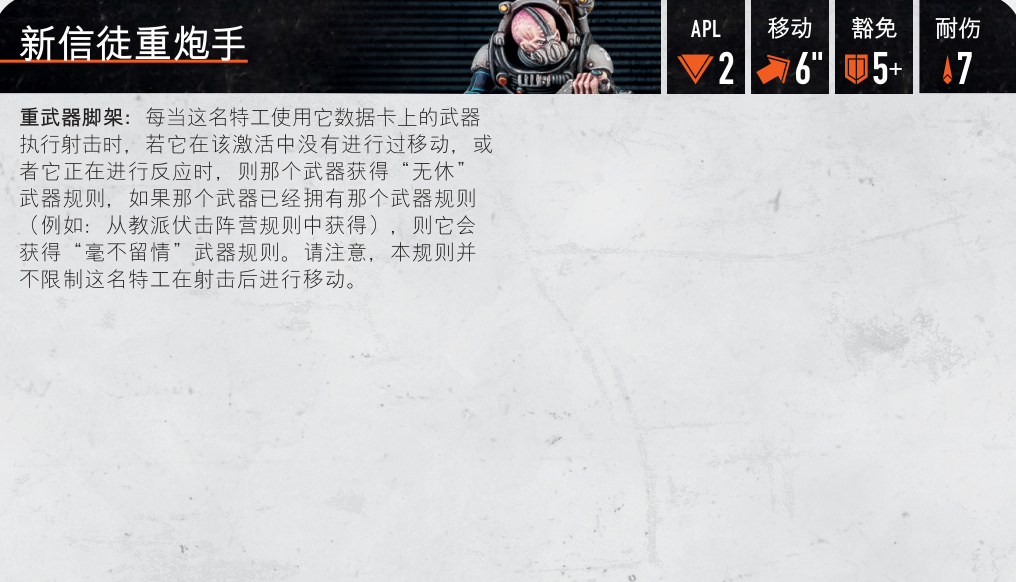 新信徒重炮手
APL
2
移动
6"
豁免
5+
耐伤
7
重武器脚架：每当这名特工使用它数据卡上的武器
执行射击时，若它在该激活中没有进行过移动，或
者它正在进行反应时，则那个武器获得“无休”
武器规则，如果那个武器已经拥有那个武器规则
（例如：从教派伏击阵营规则中获得），则它会
获得“毫不留情”武器规则。请注意，本规则并
不限制这名特工在射击后进行移动。